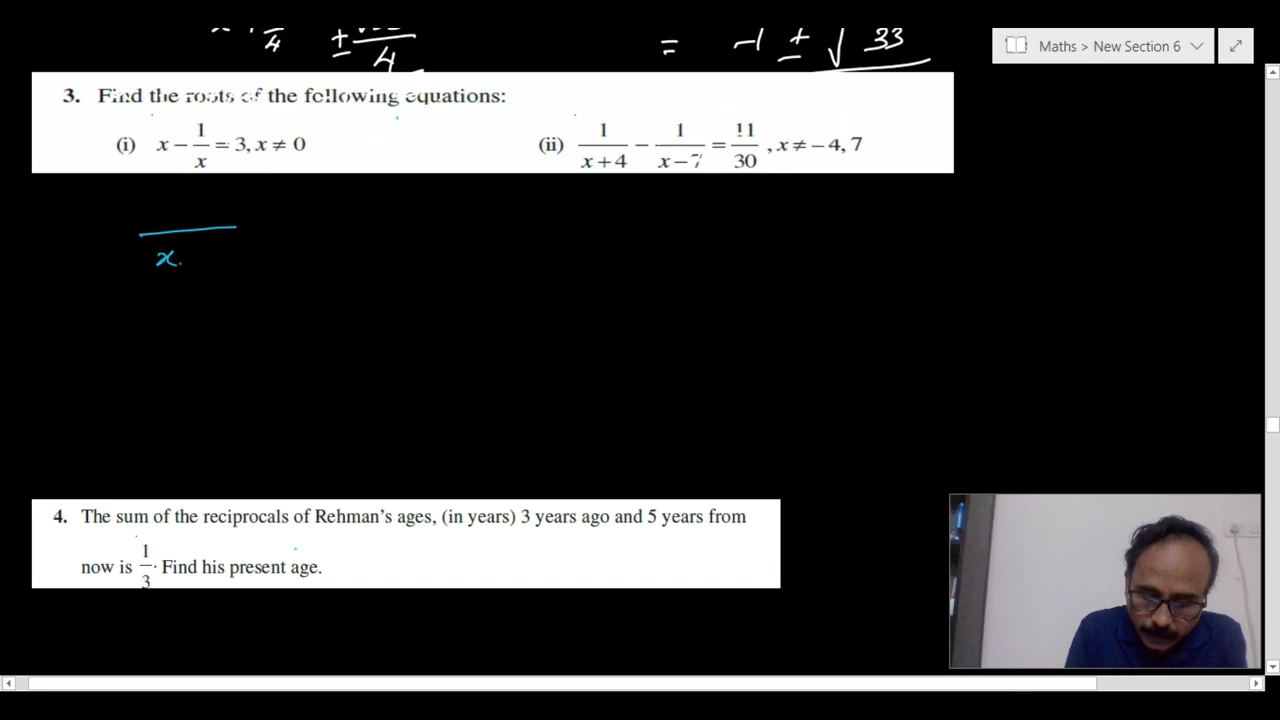 = -1 ± √33
4 ± 4
Maths > New Section 6
3. Find the roots of the following equations:
(i) x − 1/x = 3, x ≠ 0
(ii) 1/(x+4) − 1/(x−7) = 11/30, x ≠ −4, 7
x
4. The sum of the reciprocals of Rehman's ages, (in years) 3 years ago and 5 years from
now is 1/3. Find his present age.